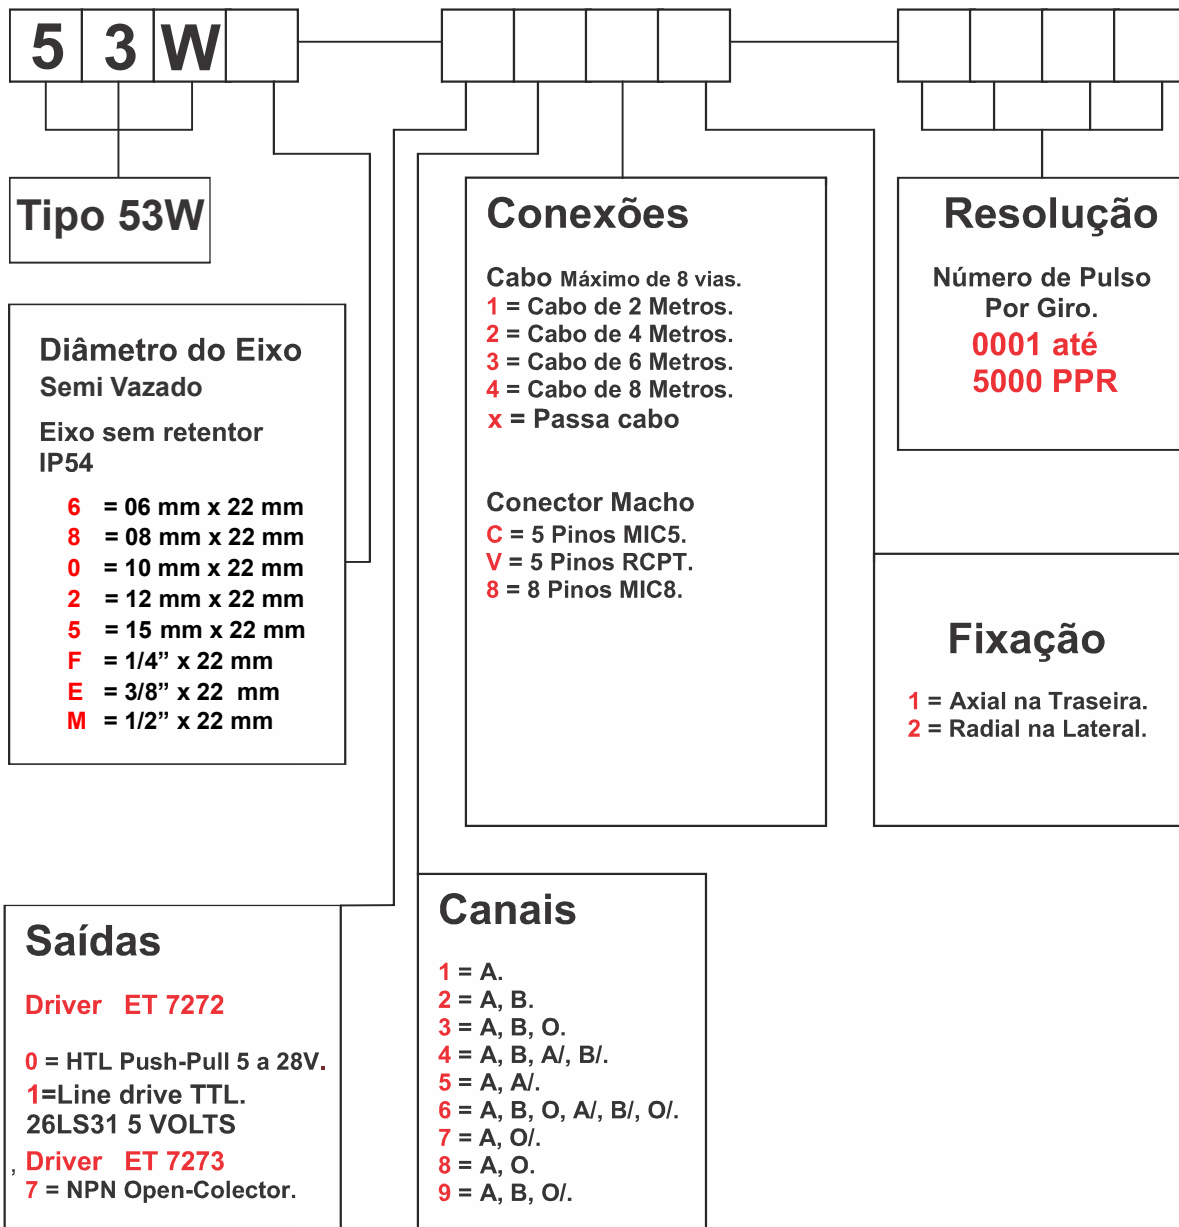 5 3 W
Tipo 53W
Diâmetro do Eixo
Semi Vazado
Eixo sem retentor
IP54
6 = 06 mm x 22 mm
8 = 08 mm x 22 mm
0 = 10 mm x 22 mm
2 = 12 mm x 22 mm
5 = 15 mm x 22 mm
F = 1/4” x 22 mm
E = 3/8” x 22 mm
M = 1/2” x 22 mm
Conexões
Cabo Máximo de 8 vias.
1 = Cabo de 2 Metros.
2 = Cabo de 4 Metros.
3 = Cabo de 6 Metros.
4 = Cabo de 8 Metros.
x = Passa cabo
Conector Macho
C = 5 Pinos MIC5.
V = 5 Pinos RCPT.
8 = 8 Pinos MIC8.
Resolução
Número de Pulso
Por Giro.
0001 até
5000 PPR
Fixação
1 = Axial na Traseira.
2 = Radial na Lateral.
Saídas
Driver ET 7272
0 = HTL Push-Pull 5 a 28V.
1=Line drive TTL.
26LS31 5 VOLTS
, Driver ET 7273
7 = NPN Open-Colector.
Canais
1 = A.
2 = A, B.
3 = A, B, O.
4 = A, B, A/, B/.
5 = A, A/.
6 = A, B, O, A/, B/, O/.
7 = A, O/.
8 = A, O.
9 = A, B, O/.